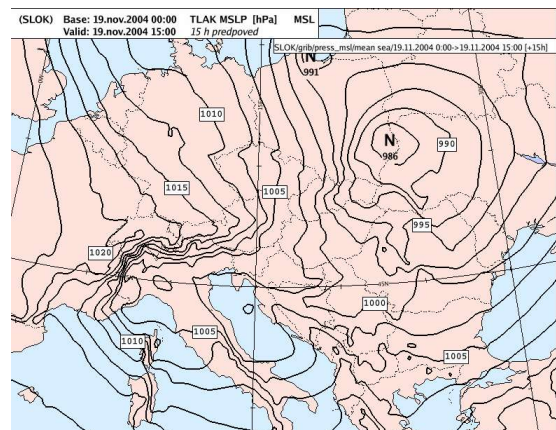 (SLOK) Base: 19.nov.2004 00:00 TLAK MSLP [hPa] MSL
Valid: 19.nov.2004 15:00 15 h predpoveď
SLOK/grib/press_msl/mean sea/19.11.2004 0:00->19.11.2004 15:00 [+15h]
N
991
1010
N
986
990
1015
1005
995
1020
1000
1010
1005
1005